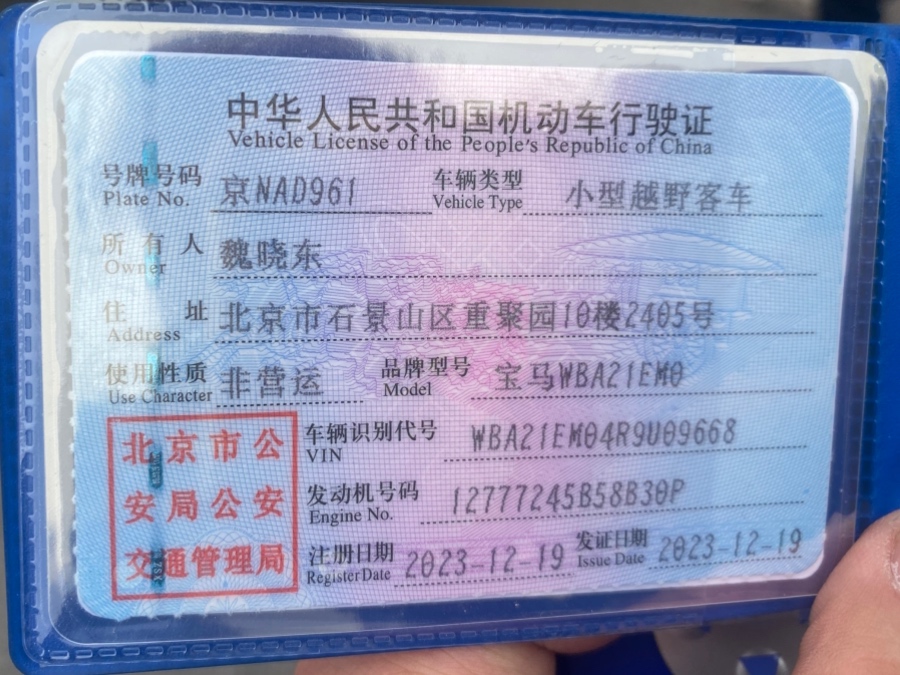 中华人民共和国机动车行驶证
Vehicle License of the People's Republic of China
号牌号码 京NAD961 车辆类型 小型越野客车
Plate No. Vehicle Type
所有人 魏晓东
Owner
住址 北京市石景山区重聚园10楼2405号
Address
使用性质 非营运 品牌型号 宝马WBA21EM0
Use Character Model
北京市公安局公安交通管理局
车辆识别代号 WBA21EM04R9U09668
VIN
发动机号码 12777245B58B30P
Engine No.
注册日期 2023-12-19 发证日期 2023-12-19
Register Date Issue Date